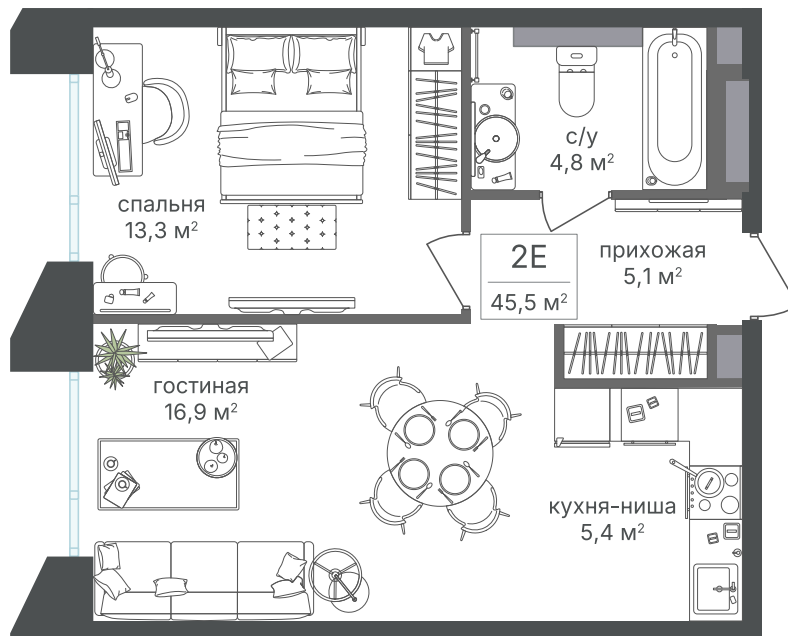 с/у
4,8 м²
спальня
13,3 м²
2Е
45,5 м²
прихожая
5,1 м²
гостиная
16,9 м²
кухня-ниша
5,4 м²